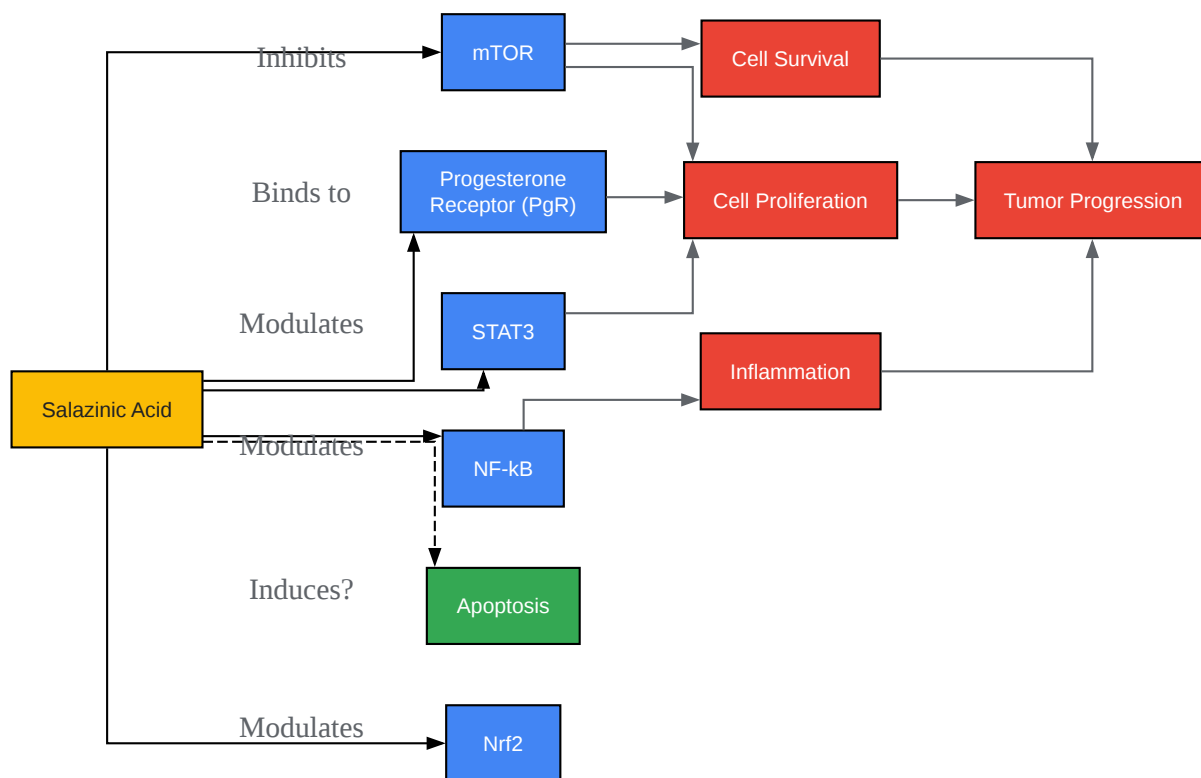 Inhibits
mTOR
Cell Survival
Binds to
Progesterone
Receptor (PgR)
Cell Proliferation
Tumor Progression
Modulates
STAT3
Inflammation
Salazinic Acid
Modulates
NF-kB
Induces?
Apoptosis
Modulates
Nrf2